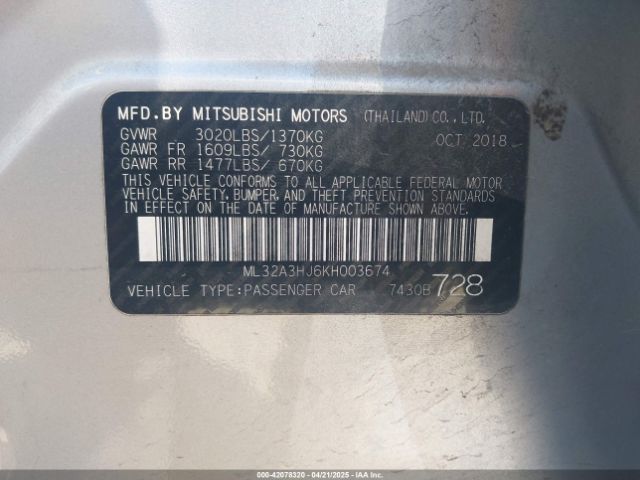 MFD.BY MITSUBISHI MOTORS (THAILAND) CO.,LTD.
GVWR 3020LBS/1370KG OCT 2018
GAWR FR 1609LBS/ 730KG
GAWR RR 1477LBS/ 670KG
THIS VEHICLE CONFORMS TO ALL APPLICABLE FEDERAL MOTOR
VEHICLE SAFETY, BUMPER, AND THEFT PREVENTION STANDARDS
IN EFFECT ON THE DATE OF MANUFACTURE SHOWN ABOVE.
ML32A3HJ6KH003674
VEHICLE TYPE:PASSENGER CAR 7430B 728
000-42078320 - 04/21/2025 - IAA Inc.